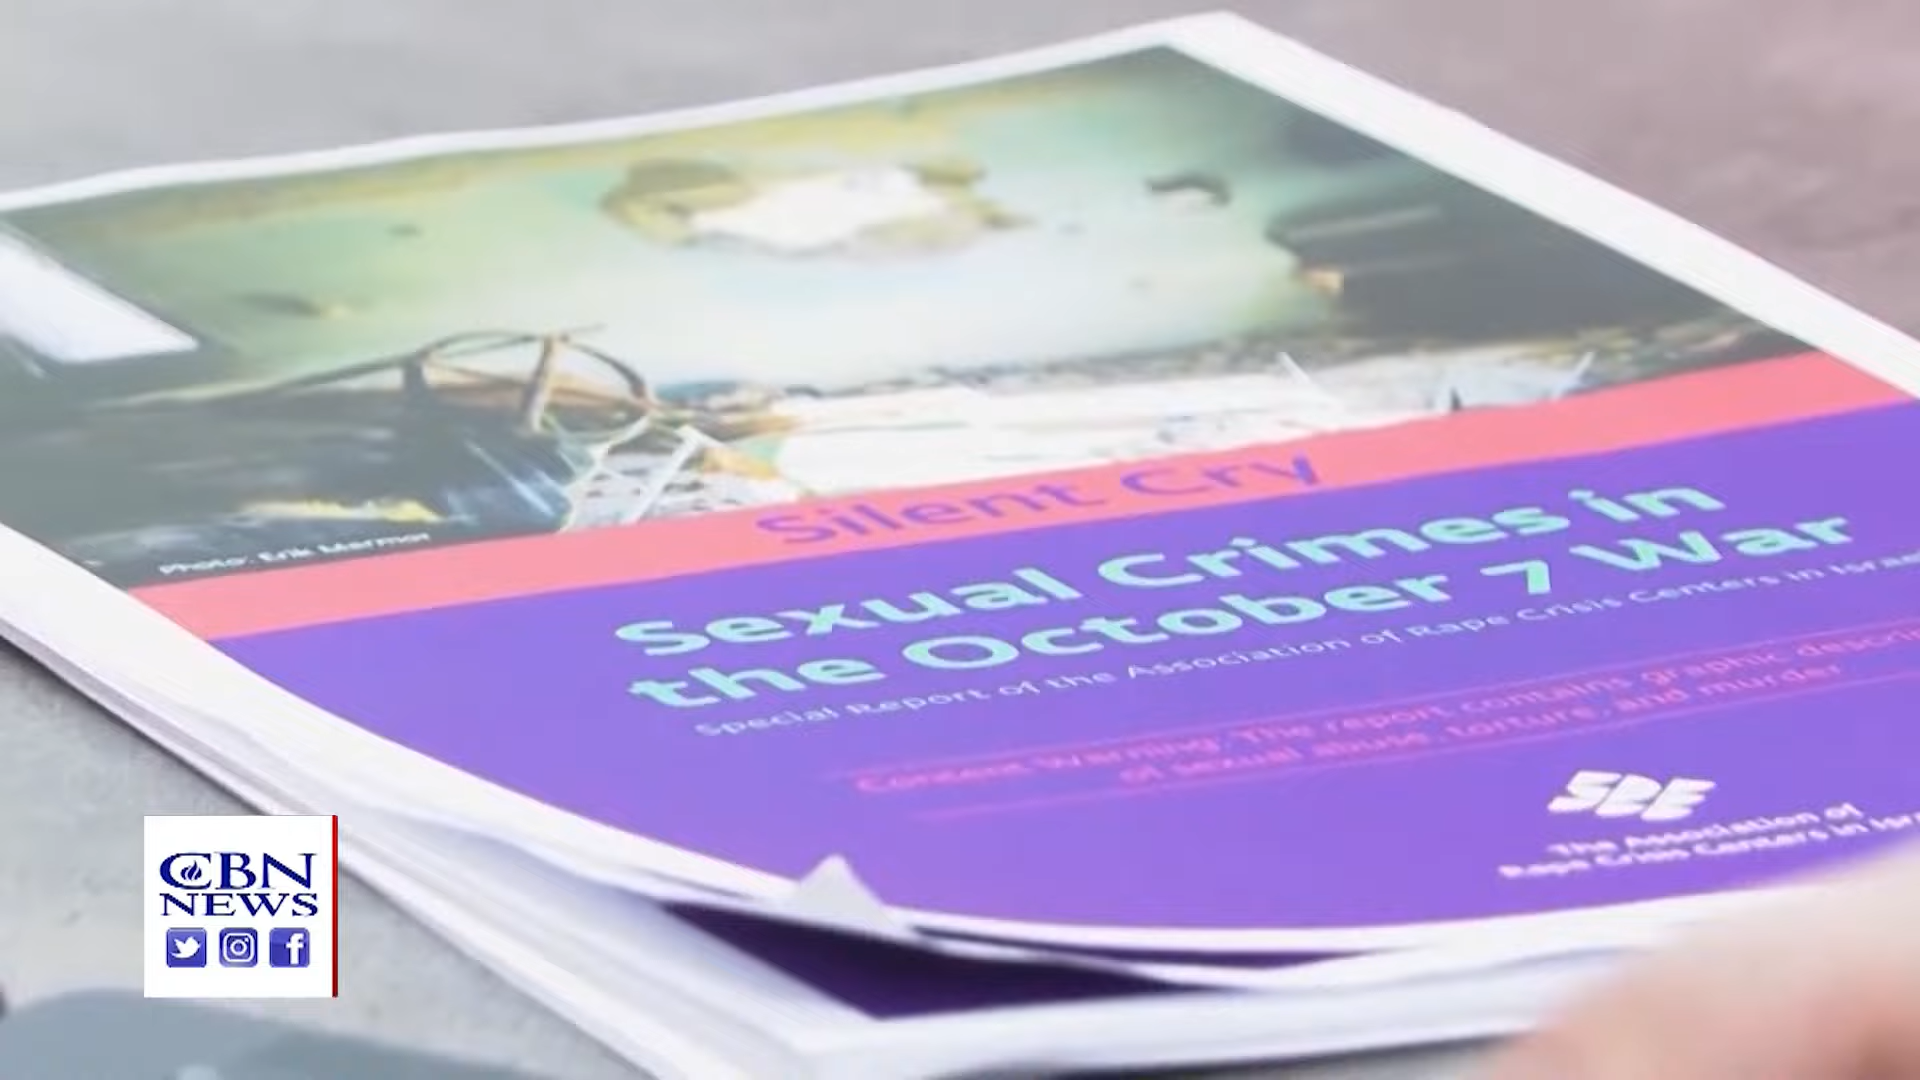 Photo: Erik Marmor
Silent Cry
Sexual Crimes in
the October 7 War
Special Report of the Association of Rape Crisis Centers in Israel
Content Warning: The report contains graphic
of sexual abuse, torture, and murder
The Association of
Rape Crisis Centers in
CBN
NEWS